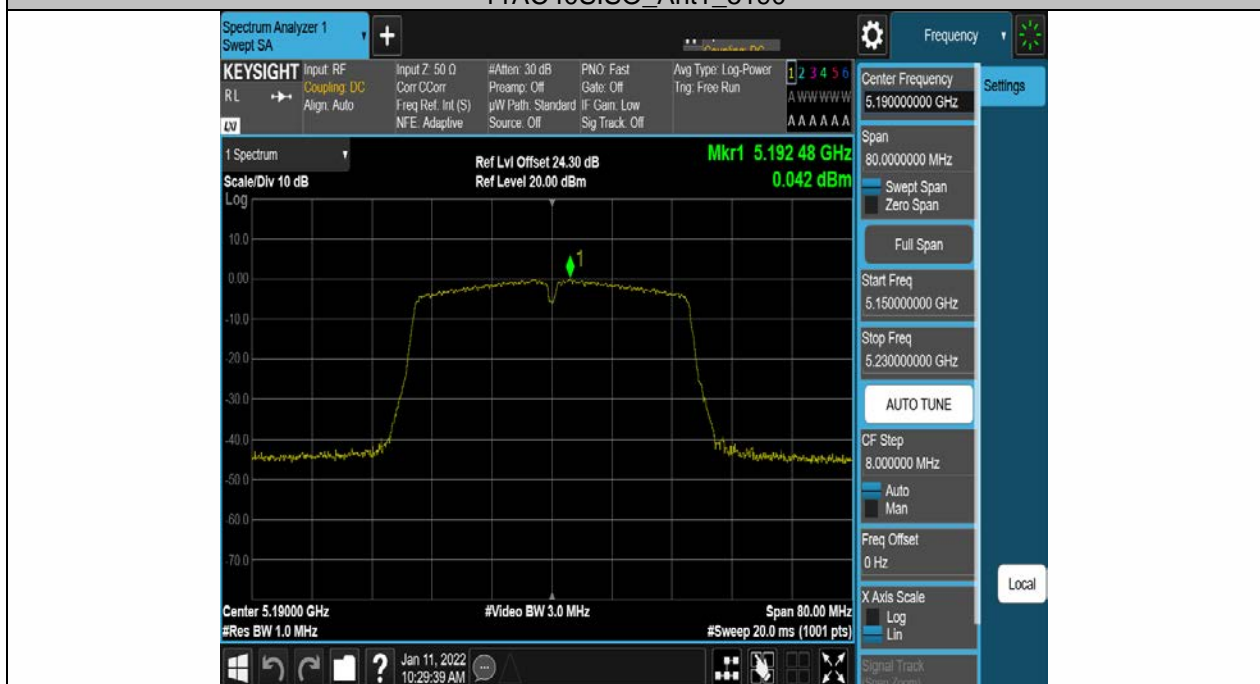 Spectrum Analyzer 1
Swept SA
Frequency
KEYSIGHT
RL
LXI
Input: RF
Coupling: DC
Align: Auto
Input Z: 50 Ω
Corr CCorr
Freq Ref: Int (S)
NFE: Adaptive
#Atten: 30 dB
Preamp: Off
µW Path: Standard
Source: Off
PNO: Fast
Gate: Off
IF Gain: Low
Sig Track: Off
Avg Type: Log-Power
Trig: Free Run
1 2 3 4 5 6
A W W W W W
A A A A A A
1 Spectrum
Scale/Div 10 dB
Log
Ref Lvl Offset 24.30 dB
Ref Level 20.00 dBm
Mkr1 5.192 48 GHz
0.042 dBm
10.0
0.00
-10.0
-20.0
-30.0
-40.0
-50.0
-60.0
-70.0
1
Center 5.19000 GHz
#Res BW 1.0 MHz
#Video BW 3.0 MHz
Span 80.00 MHz
#Sweep 20.0 ms (1001 pts)
Jan 11, 2022
10:29:39 AM
Center Frequency
5.190000000 GHz
Settings
Span
80.0000000 MHz
Swept Span
Zero Span
Full Span
Start Freq
5.150000000 GHz
Stop Freq
5.230000000 GHz
AUTO TUNE
CF Step
8.000000 MHz
Auto
Man
Freq Offset
0 Hz
X Axis Scale
Log
Lin
Local
Signal Track
(Span Zoom)